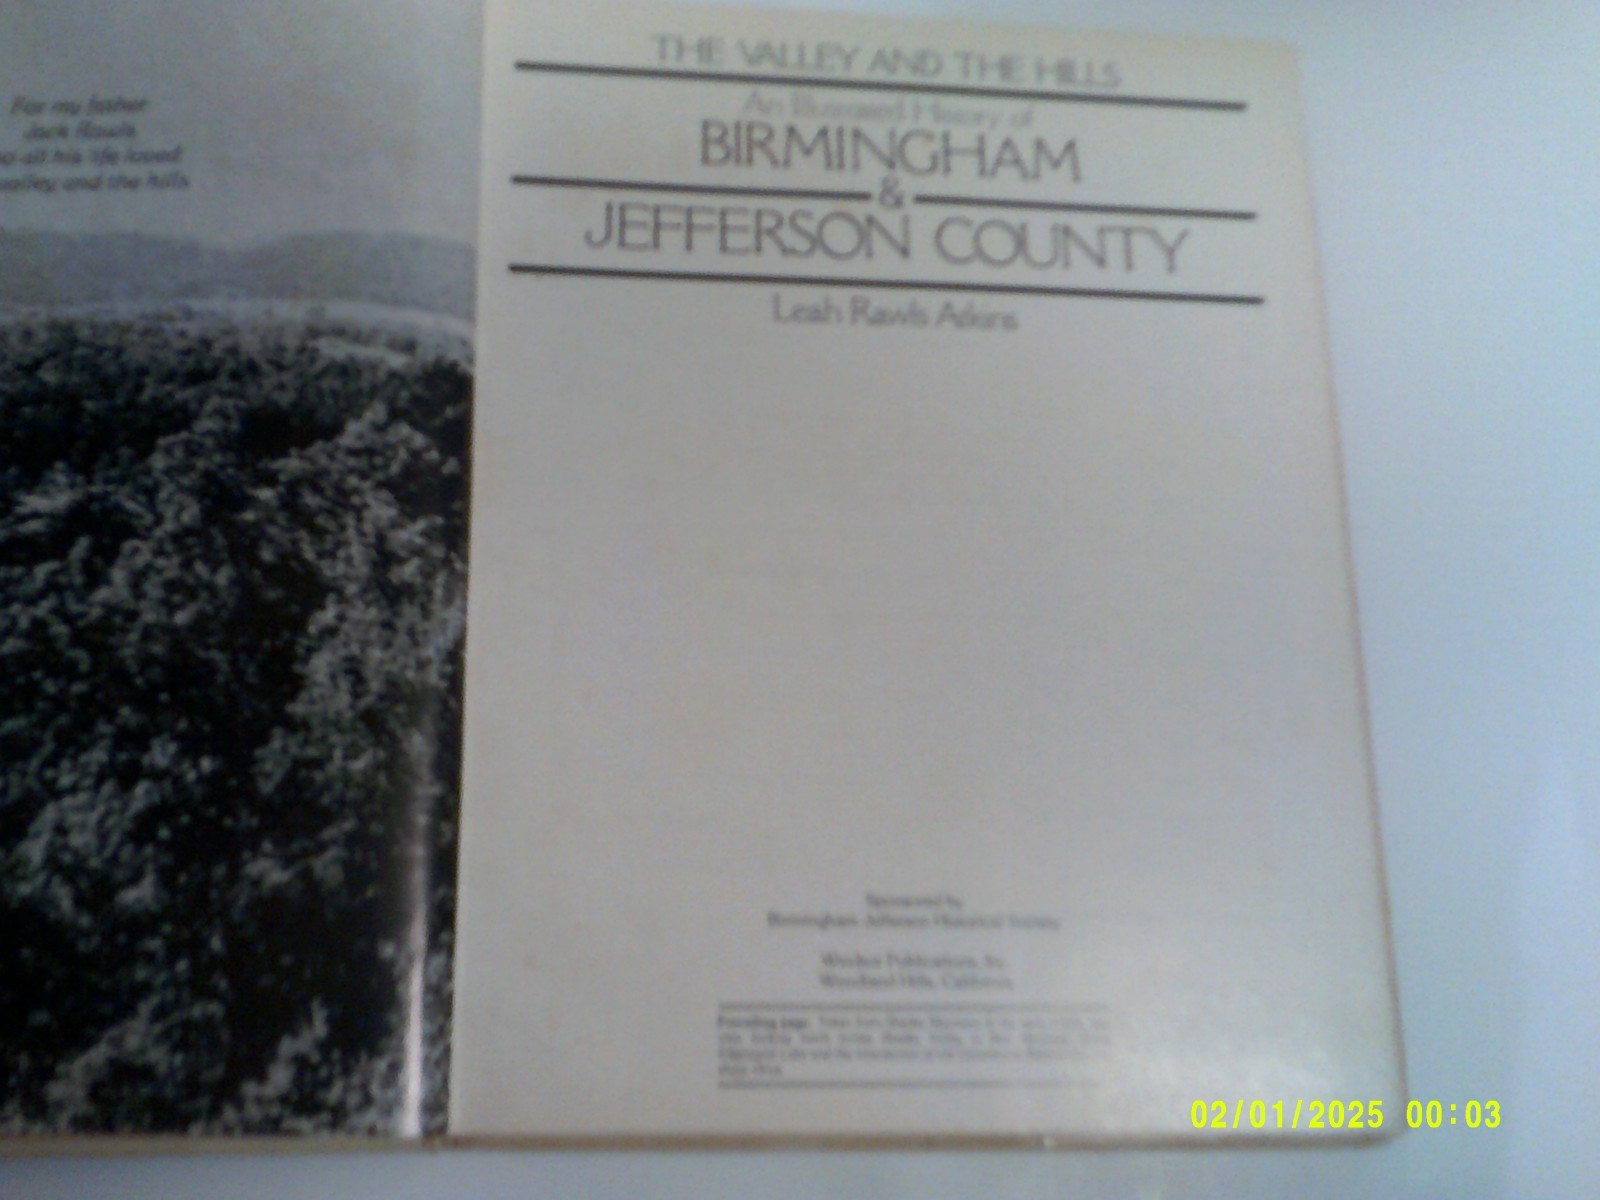 For my father
Jack Rawls
all his life loved
valley and the hills
THE VALLEY AND THE HILLS
An Illustrated History of
BIRMINGHAM
&
JEFFERSON COUNTY
Leah Rawls Atkins
Sponsored by
Birmingham-Jefferson Historical Society
Windsor Publications, Inc.
Woodland Hills, California
Preceding page:
02/01/2025 00:03